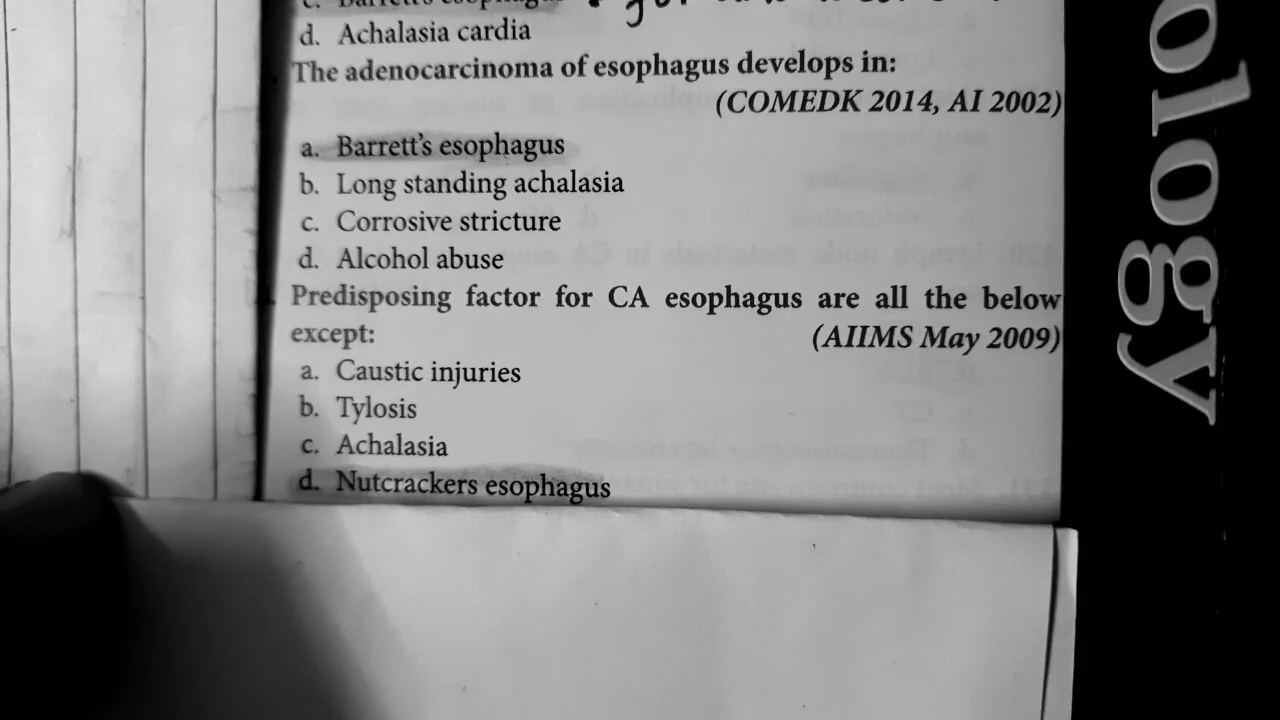 c. Barrett's esophagus
d. Achalasia cardia
The adenocarcinoma of esophagus develops in:
(COMEDK 2014, AI 2002)
a. Barrett's esophagus
b. Long standing achalasia
c. Corrosive stricture
d. Alcohol abuse
Predisposing factor for CA esophagus are all the below
except: (AIIMS May 2009)
a. Caustic injuries
b. Tylosis
c. Achalasia
d. Nutcrackers esophagus
ology